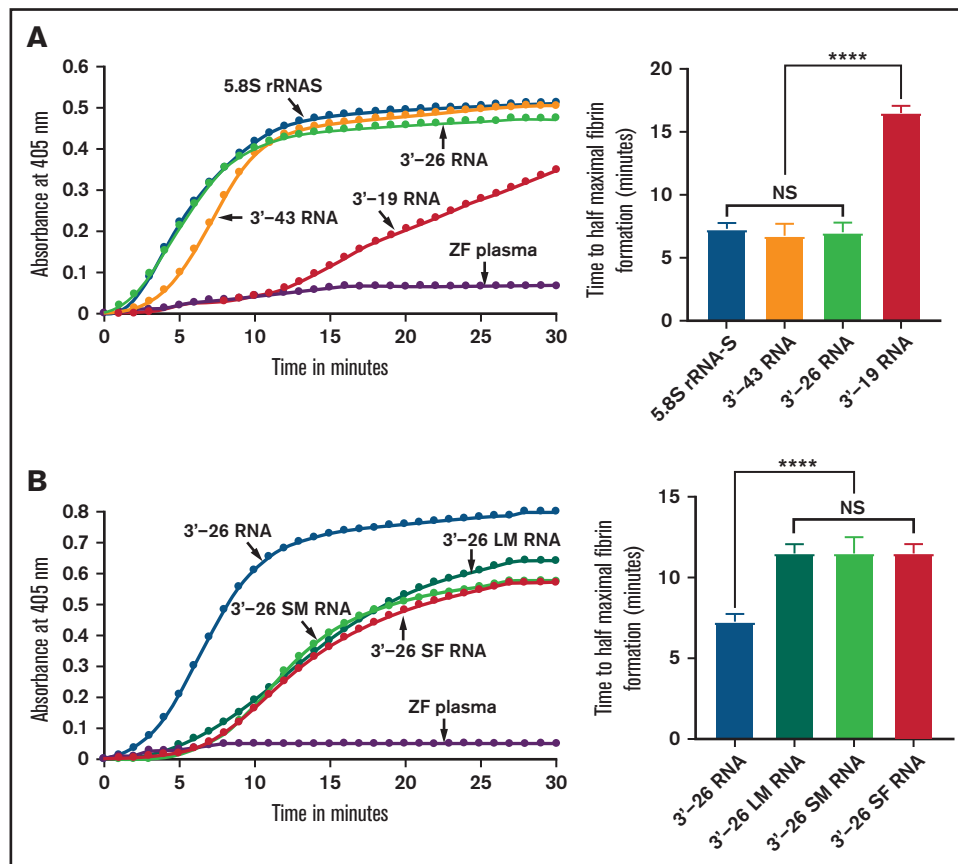 A
Absorbance at 405 nm
0.6
0.5
0.4
0.3
0.2
0.1
0
5.8S rRNAS
3’–26 RNA
3’–43 RNA
3’–19 RNA
ZF plasma
0 5 10 15 20 25 30
Time in minutes
Time to half maximal fibrin
formation (minutes)
20
15
10
5
0
****
NS
5.8S rRNA-S
3’–43 RNA
3’–26 RNA
3’–19 RNA
B
Absorbance at 405 nm
0.8
0.7
0.6
0.5
0.4
0.3
0.2
0.1
0
3’–26 RNA
3’–26 LM RNA
3’–26 SM RNA
3’–26 SF RNA
ZF plasma
0 5 10 15 20 25 30
Time in minutes
Time to half maximal fibrin
formation (minutes)
15
10
5
0
****
NS
3’–26 RNA
3’–26 LM RNA
3’–26 SM RNA
3’–26 SF RNA